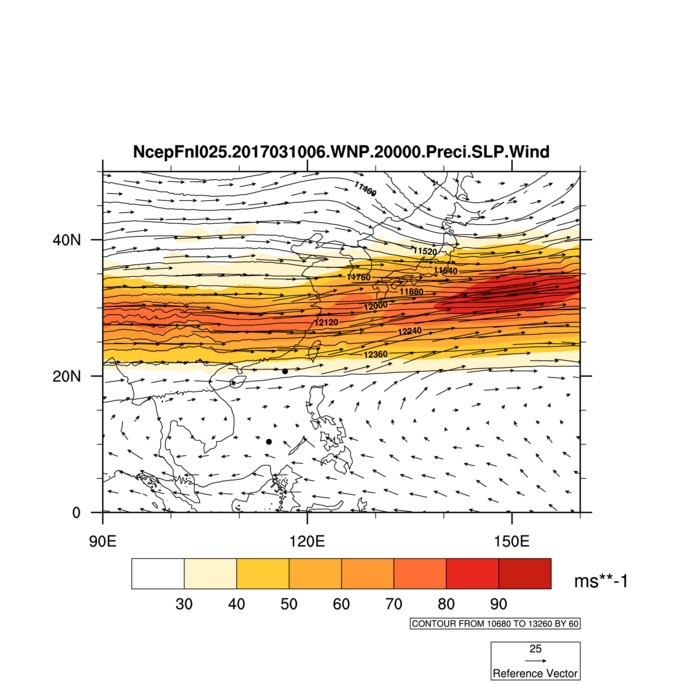 NcepFnl025.2017031006.WNP.20000.Preci.SLP.Wind
11400
40N
11520
11640
11760
11880
12000
12120
12240
12360
20N
0
90E 120E 150E
ms**-1
30 40 50 60 70 80 90
CONTOUR FROM 10680 TO 13260 BY 60
25
Reference Vector